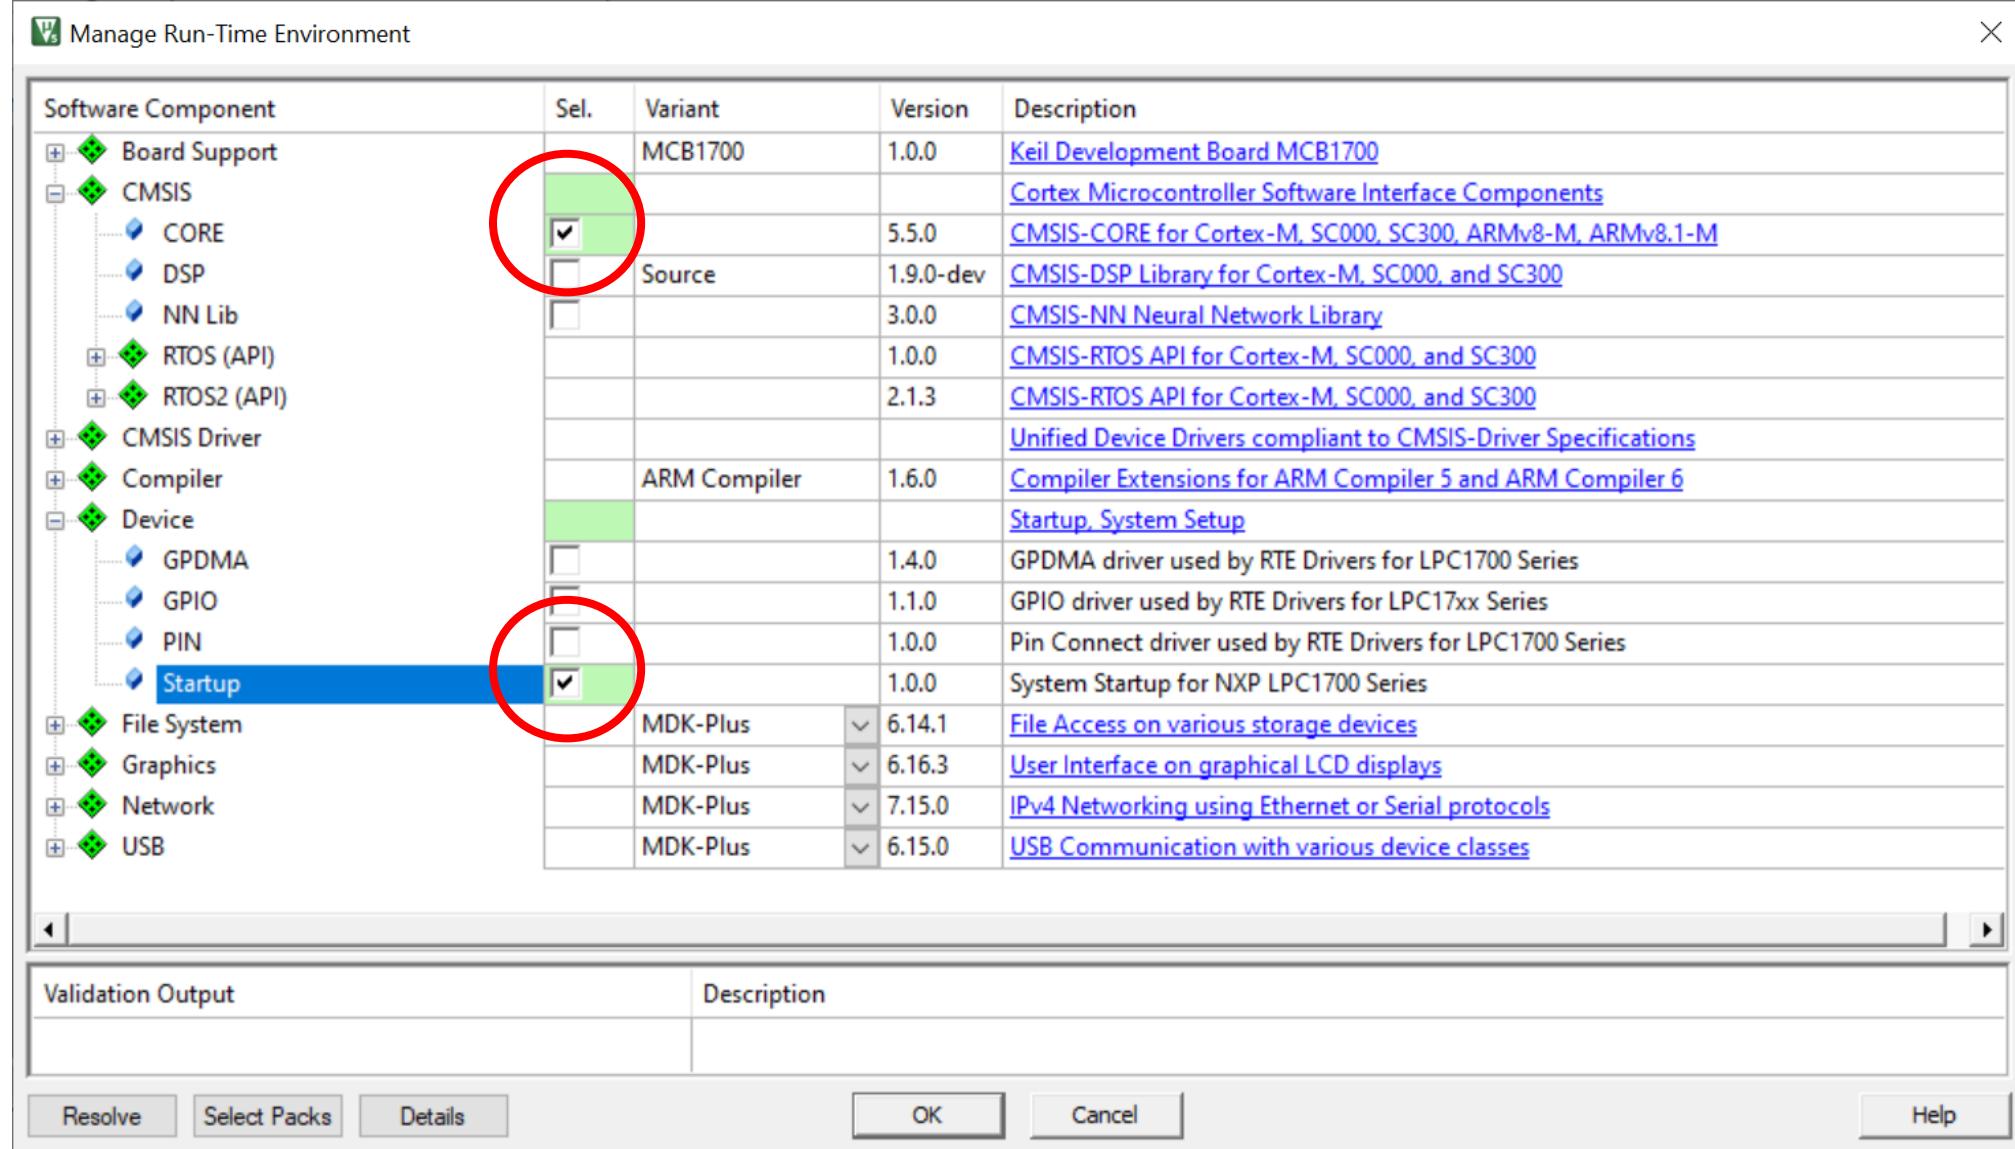 Manage Run-Time Environment
Software Component Sel. Variant Version Description
Board Support MCB1700 1.0.0 Keil Development Board MCB1700
CMSIS Cortex Microcontroller Software Interface Components
CORE 5.5.0 CMSIS-CORE for Cortex-M, SC000, SC300, ARMv8-M, ARMv8.1-M
DSP Source 1.9.0-dev CMSIS-DSP Library for Cortex-M, SC000, and SC300
NN Lib 3.0.0 CMSIS-NN Neural Network Library
RTOS (API) 1.0.0 CMSIS-RTOS API for Cortex-M, SC000, and SC300
RTOS2 (API) 2.1.3 CMSIS-RTOS API for Cortex-M, SC000, and SC300
CMSIS Driver Unified Device Drivers compliant to CMSIS-Driver Specifications
Compiler ARM Compiler 1.6.0 Compiler Extensions for ARM Compiler 5 and ARM Compiler 6
Device Startup, System Setup
GPDMA 1.4.0 GPDMA driver used by RTE Drivers for LPC1700 Series
GPIO 1.1.0 GPIO driver used by RTE Drivers for LPC17xx Series
PIN 1.0.0 Pin Connect driver used by RTE Drivers for LPC1700 Series
Startup 1.0.0 System Startup for NXP LPC1700 Series
File System MDK-Plus 6.14.1 File Access on various storage devices
Graphics MDK-Plus 6.16.3 User Interface on graphical LCD displays
Network MDK-Plus 7.15.0 IPv4 Networking using Ethernet or Serial protocols
USB MDK-Plus 6.15.0 USB Communication with various device classes
Validation Output Description
Resolve Select Packs Details OK Cancel Help